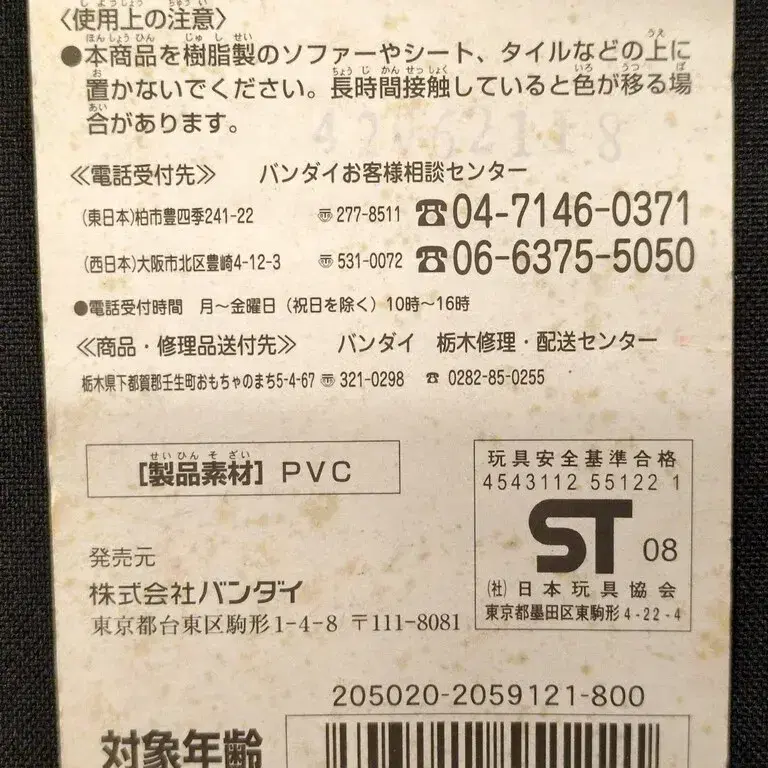 〈使用上の注意〉
●本商品を樹脂製のソファーやシート、タイルなどの上に
置かないでください。長時間接触していると色が移る場
合があります。
≪電話受付先≫ バンダイお客様相談センター
(東日本)柏市豊四季241-22 〠277-8511 ☎04-7146-0371
(西日本)大阪市北区豊崎4-12-3 〠531-0072 ☎06-6375-5050
●電話受付時間 月～金曜日(祝日を除く)10時～16時
≪商品・修理品送付先≫ バンダイ 栃木修理・配送センター
栃木県下都賀郡壬生町おもちゃのまち5-4-67 〠321-0298 ☎0282-85-0255
せいひんそざい
[製品素材] PVC
玩具安全基準合格
4543112 55122 1
ST 08
(社)日本玩具協会
東京都墨田区東駒形4-22-4
発売元
株式会社バンダイ
東京都台東区駒形1-4-8 〒111-8081
205020-2059121-800
対象年齢